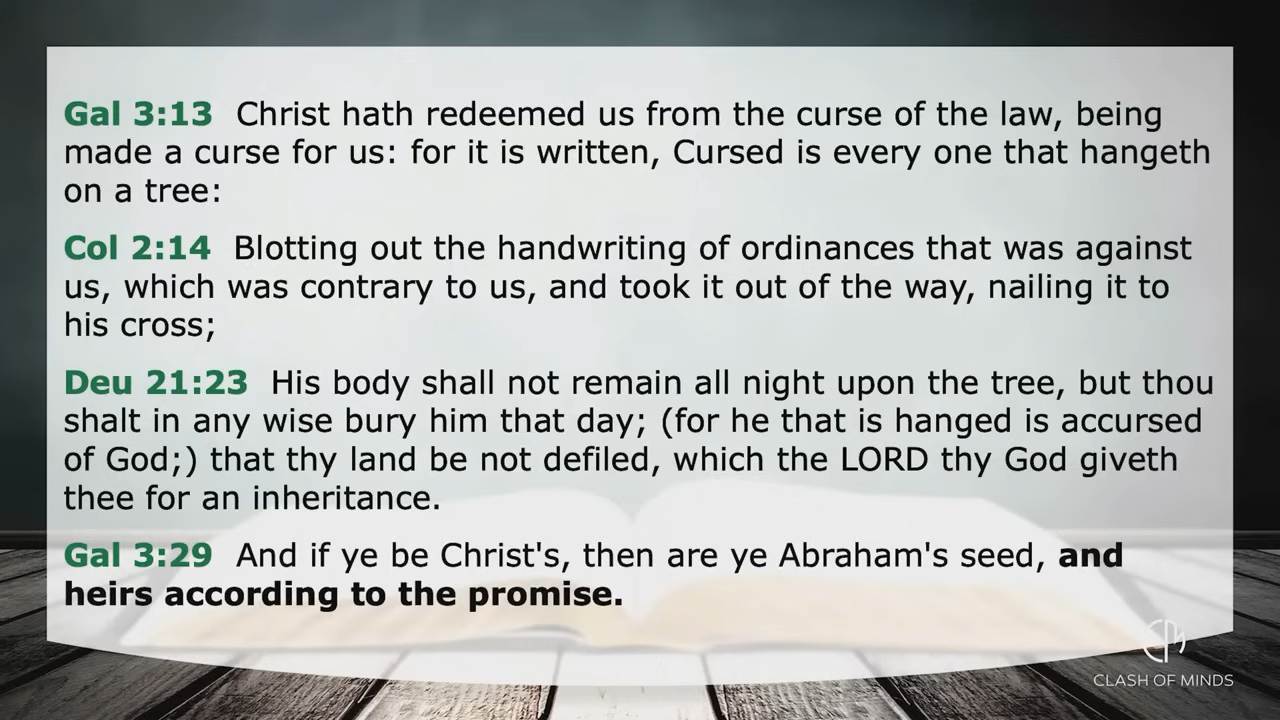 Gal 3:13 Christ hath redeemed us from the curse of the law, being
made a curse for us: for it is written, Cursed is every one that hangeth
on a tree:
Col 2:14 Blotting out the handwriting of ordinances that was against
us, which was contrary to us, and took it out of the way, nailing it to
his cross;
Deu 21:23 His body shall not remain all night upon the tree, but thou
shalt in any wise bury him that day; (for he that is hanged is accursed
of God;) that thy land be not defiled, which the LORD thy God giveth
thee for an inheritance.
Gal 3:29 And if ye be Christ's, then are ye Abraham's seed, and
heirs according to the promise.
CLASH OF MINDS